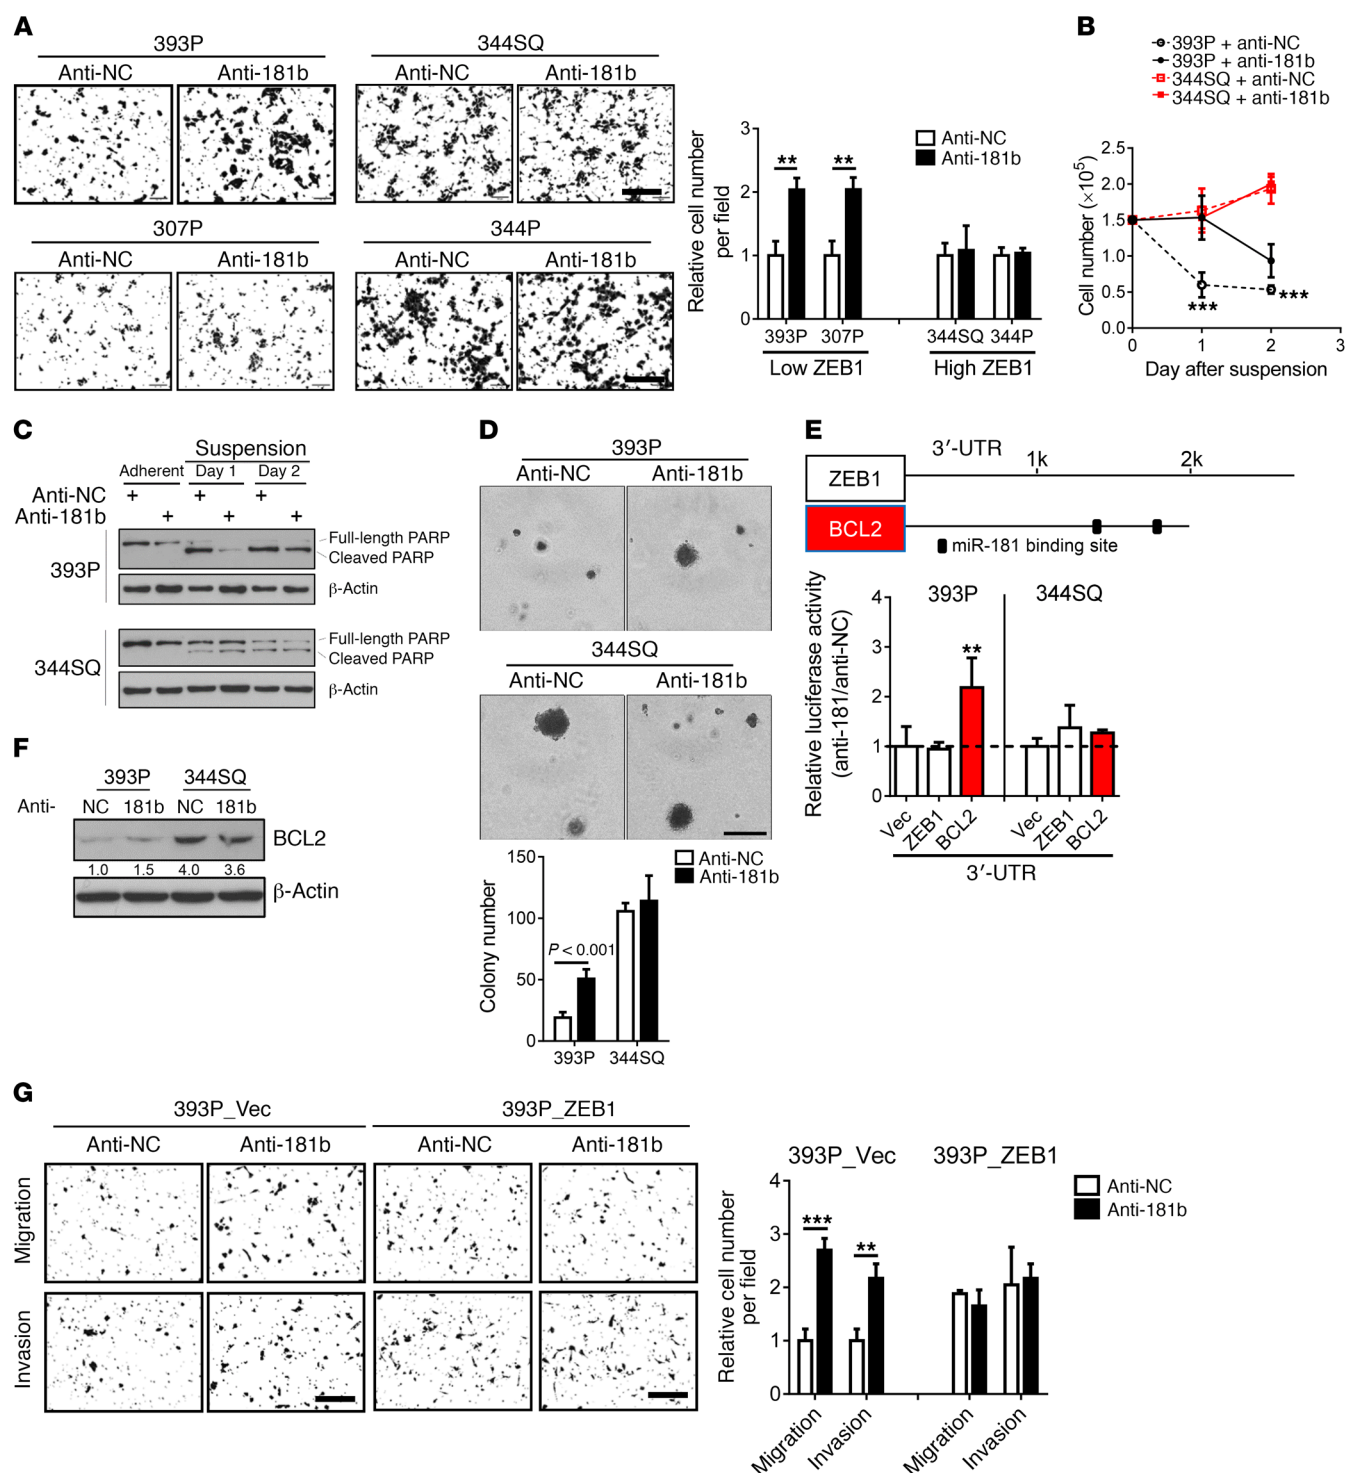 A
393P
344SQ
Anti-NC
Anti-181b
Anti-NC
Anti-181b
307P
344P
Anti-NC
Anti-181b
Anti-NC
Anti-181b
Relative cell number
per field
3
2
1
0
**
**
Anti-NC
Anti-181b
393P
307P
344SQ
344P
Low ZEB1
High ZEB1
B
393P + anti-NC
393P + anti-181b
344SQ + anti-NC
344SQ + anti-181b
Cell number (×10⁵)
2.5
2.0
1.5
1.0
0.5
0.0
***
***
0
1
2
3
Day after suspension
C
Suspension
Adherent
Day 1
Day 2
Anti-NC
+
+
+
Anti-181b
+
+
+
393P
Full-length PARP
Cleaved PARP
β-Actin
344SQ
Full-length PARP
Cleaved PARP
β-Actin
D
393P
Anti-NC
Anti-181b
344SQ
Anti-NC
Anti-181b
Anti-NC
Anti-181b
Colony number
150
100
50
0
P < 0.001
393P
344SQ
E
3′-UTR
1k
2k
ZEB1
BCL2
miR-181 binding site
Relative luciferase activity
(anti-181/anti-NC)
4
3
2
1
0
393P
344SQ
**
Vec
ZEB1
BCL2
Vec
ZEB1
BCL2
3′-UTR
F
393P
344SQ
Anti-
NC
181b
NC
181b
BCL2
1.0
1.5
4.0
3.6
β-Actin
G
393P_Vec
393P_ZEB1
Anti-NC
Anti-181b
Anti-NC
Anti-181b
Migration
Invasion
393P_Vec
393P_ZEB1
Anti-NC
Anti-181b
Relative cell number
per field
4
3
2
1
0
***
**
Migration
Invasion
Migration
Invasion